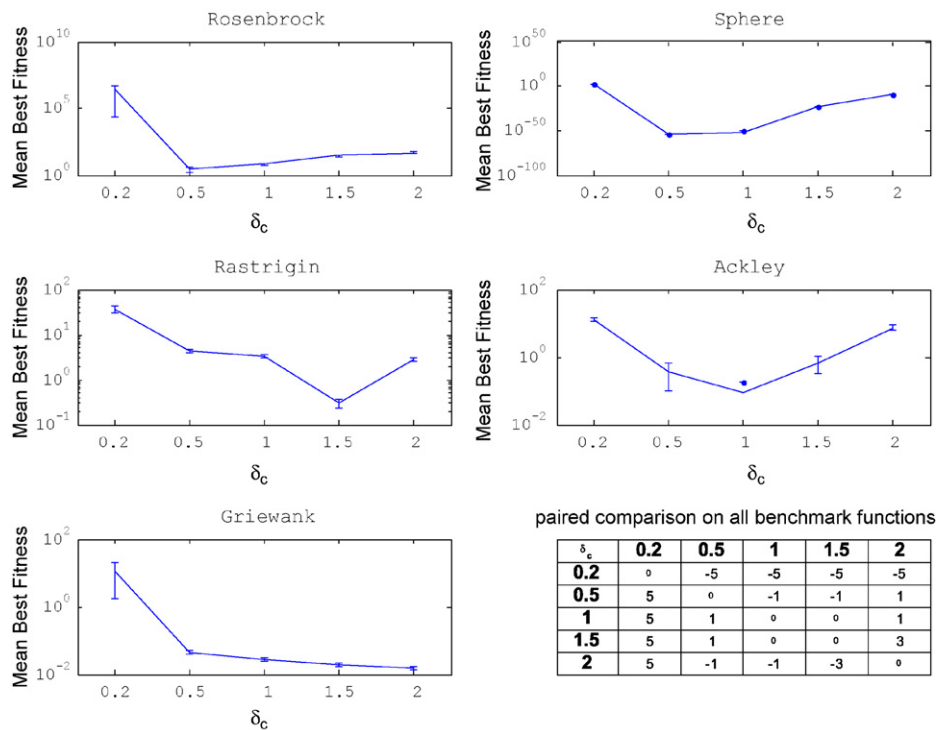 Rosenbrock
Mean Best Fitness
10^10
10^5
10^0
0.2 0.5 1 1.5 2
δc
Sphere
Mean Best Fitness
10^50
10^0
10^-50
10^-100
0.2 0.5 1 1.5 2
δc
Rastrigin
Mean Best Fitness
10^2
10^1
10^0
10^-1
0.2 0.5 1 1.5 2
δc
Ackley
Mean Best Fitness
10^2
10^0
10^-2
0.2 0.5 1 1.5 2
δc
Griewank
Mean Best Fitness
10^2
10^0
10^-2
0.2 0.5 1 1.5 2
δc
paired comparison on all benchmark functions
δc 0.2 0.5 1 1.5 2
0.2 0 -5 -5 -5 -5
0.5 5 0 -1 -1 1
1 5 1 0 0 1
1.5 5 1 0 0 3
2 5 -1 -1 -3 0